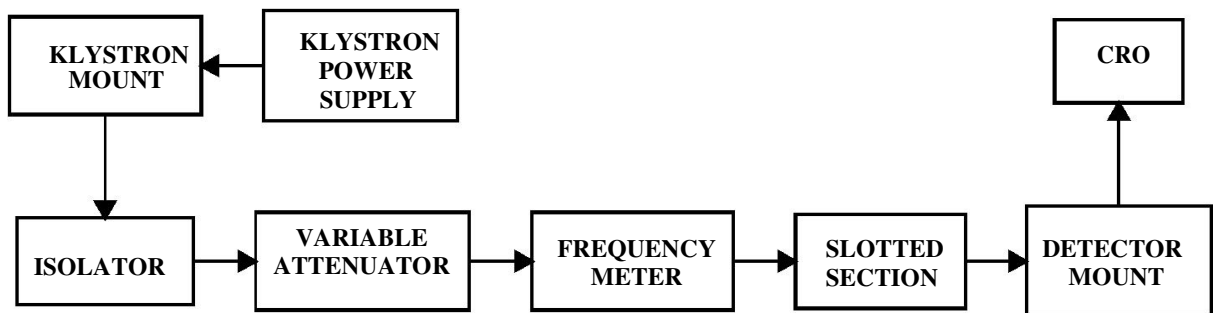 KLYSTRON
MOUNT
KLYSTRON
POWER
SUPPLY
CRO
ISOLATOR
VARIABLE
ATTENUATOR
FREQUENCY
METER
SLOTTED
SECTION
DETECTOR
MOUNT